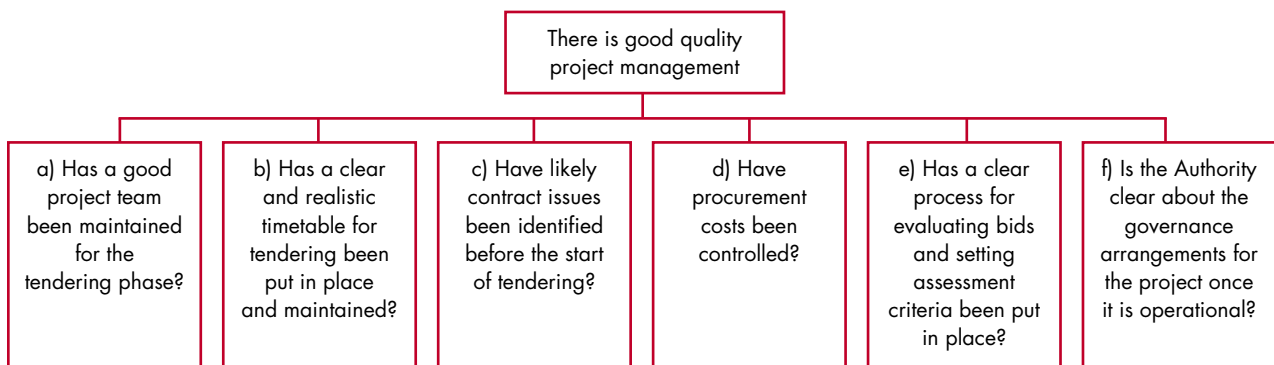 There is good quality
project management
a) Has a good
project team
been maintained
for the
tendering phase?
b) Has a clear
and realistic
timetable for
tendering been
put in place
and maintained?
c) Have likely
contract issues
been identified
before the start
of tendering?
d) Have
procurement
costs been
controlled?
e) Has a clear
process for
evaluating bids
and setting
assessment
criteria been put
in place?
f) Is the Authority
clear about the
governance
arrangements for
the project once
it is operational?